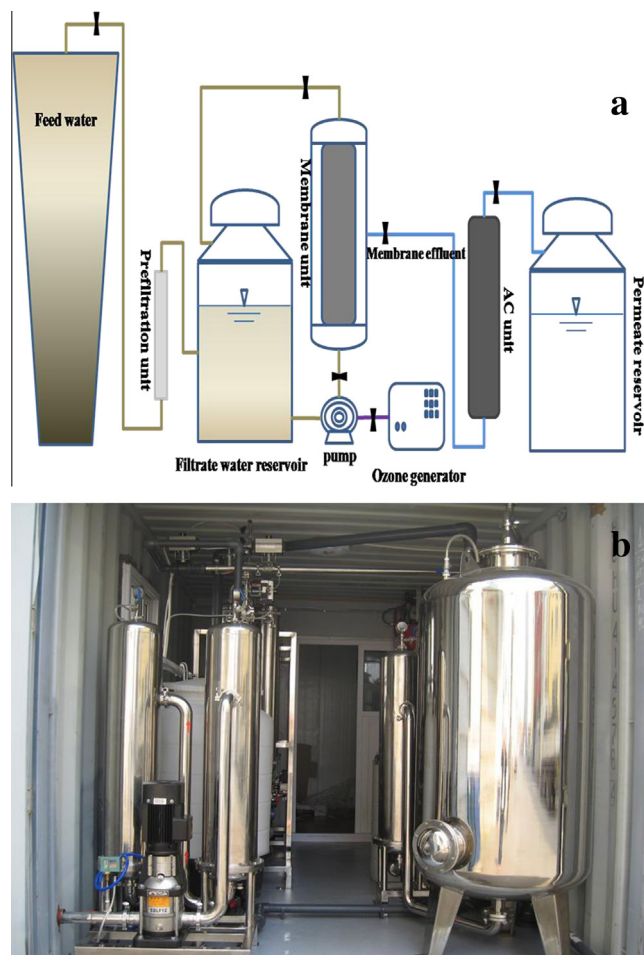 a
Feed water
Prefiltration unit
Membrane unit
Membrane effluent
AC unit
Permeate reservoir
Filtrate water reservoir
pump
Ozone generator
b